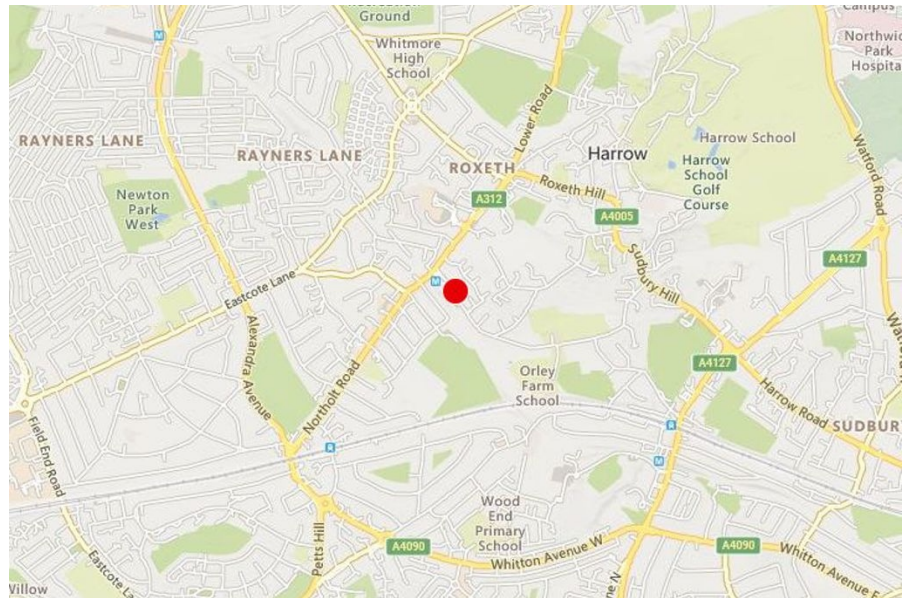 Ground
Campus
Whitmore
High
School
Northwic
Park
Hospita
Lower Road
RAYNERS LANE
RAYNERS LANE
Harrow School
Harrow
ROXETH
Harrow
School
Golf
Course
Watford Road
Roxeth Hill
Newton
Park
West
A312
A4005
Sudbury Hill
A4127
Eastcote Lane
Alexandra Avenue
Northolt Road
A4127
Orley
Farm
School
Harrow Road
SUDBUR
Field End Road
Wood
End
Primary
School
Petts Hill
A4090
Whitton Avenue W
A4090
Whitton Avenue E
Eastcote La
Willow